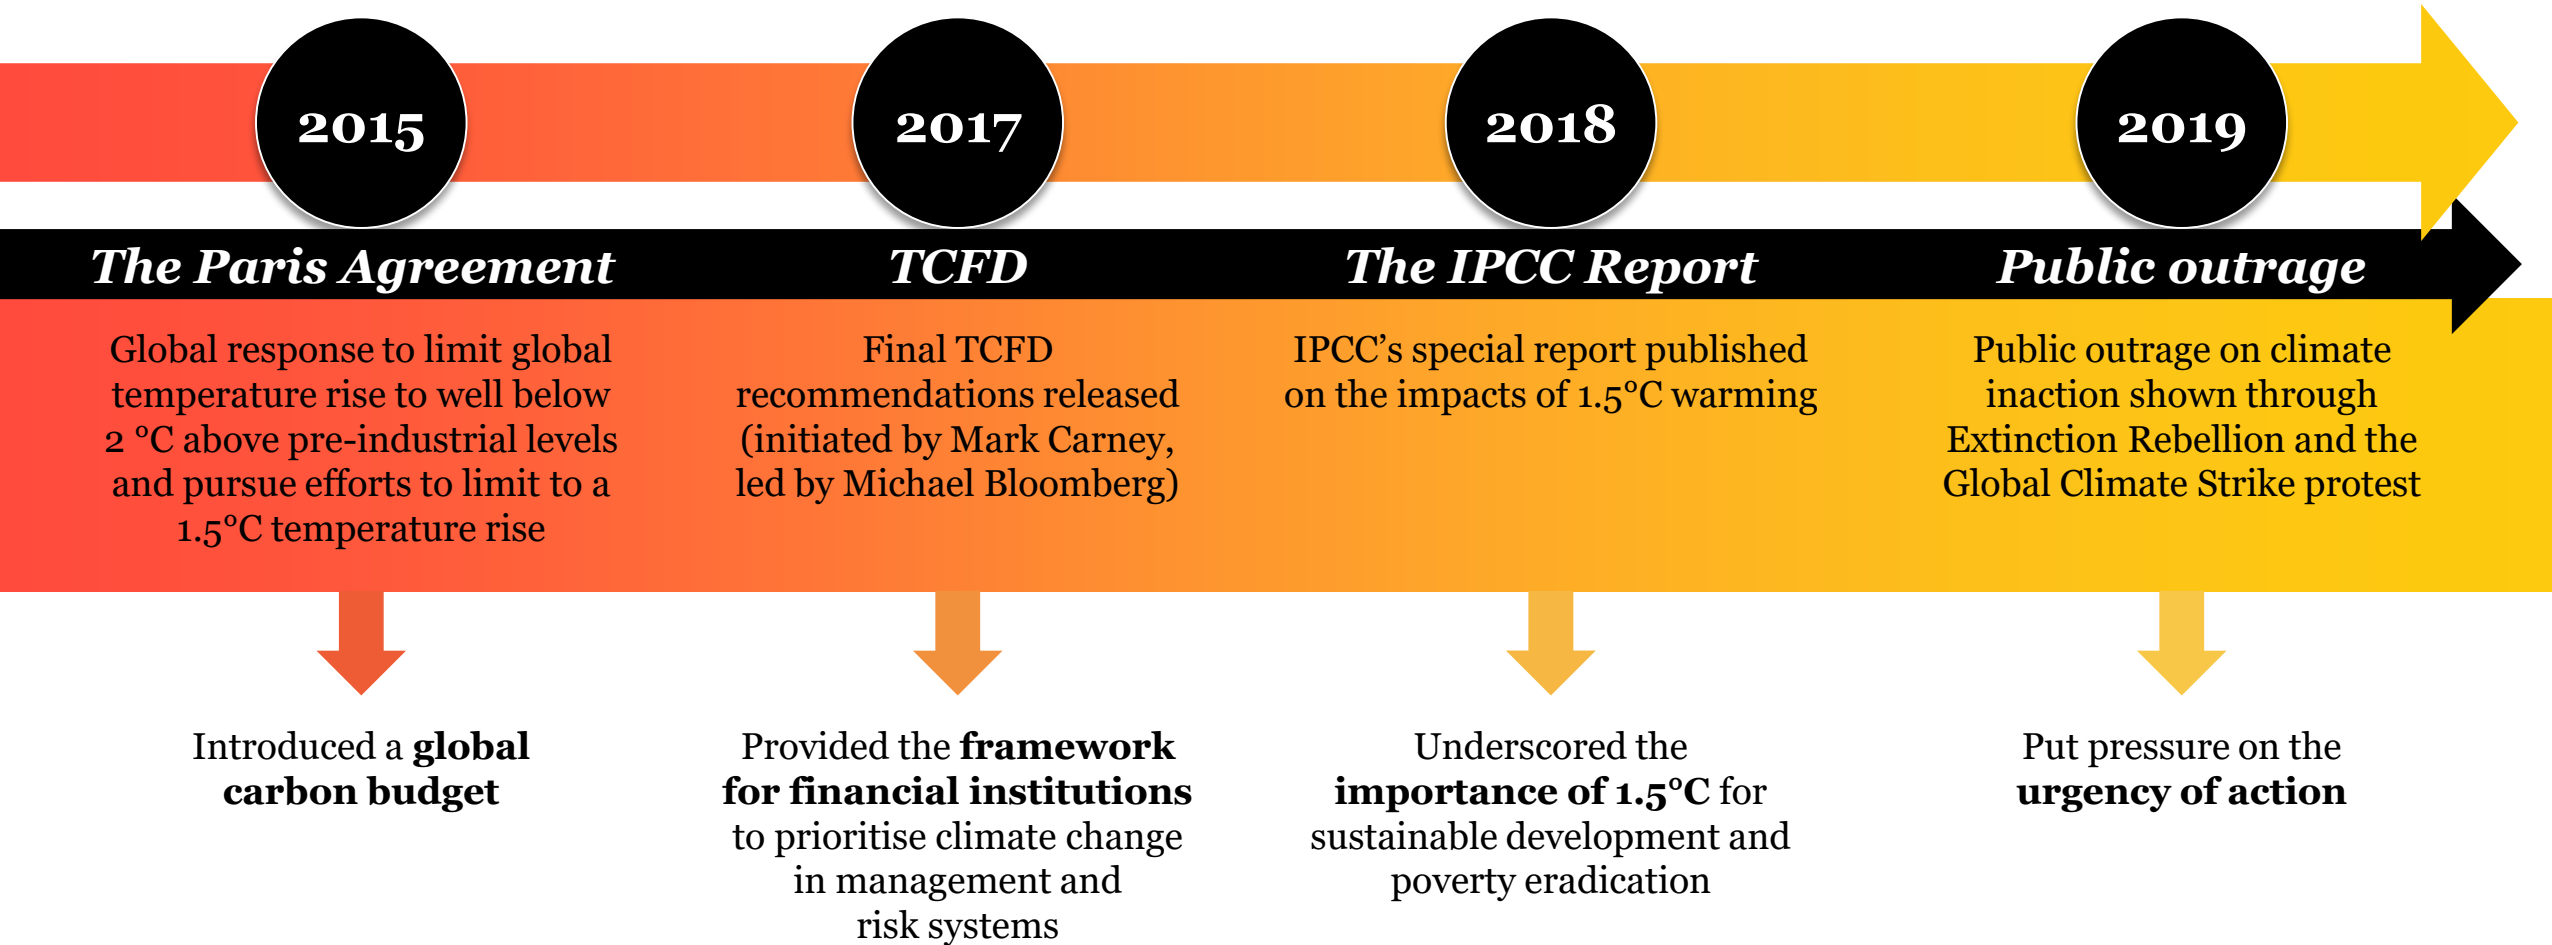 2015
2017
2018
2019
The Paris Agreement
TCFD
The IPCC Report
Public outrage
Global response to limit global
temperature rise to well below
2 °C above pre-industrial levels
and pursue efforts to limit to a
1.5°C temperature rise
Final TCFD
recommendations released
(initiated by Mark Carney,
led by Michael Bloomberg)
IPCC’s special report published
on the impacts of 1.5°C warming
Public outrage on climate
inaction shown through
Extinction Rebellion and the
Global Climate Strike protest
Introduced a global
carbon budget
Provided the framework
for financial institutions
to prioritise climate change
in management and
risk systems
Underscored the
importance of 1.5°C for
sustainable development and
poverty eradication
Put pressure on the
urgency of action